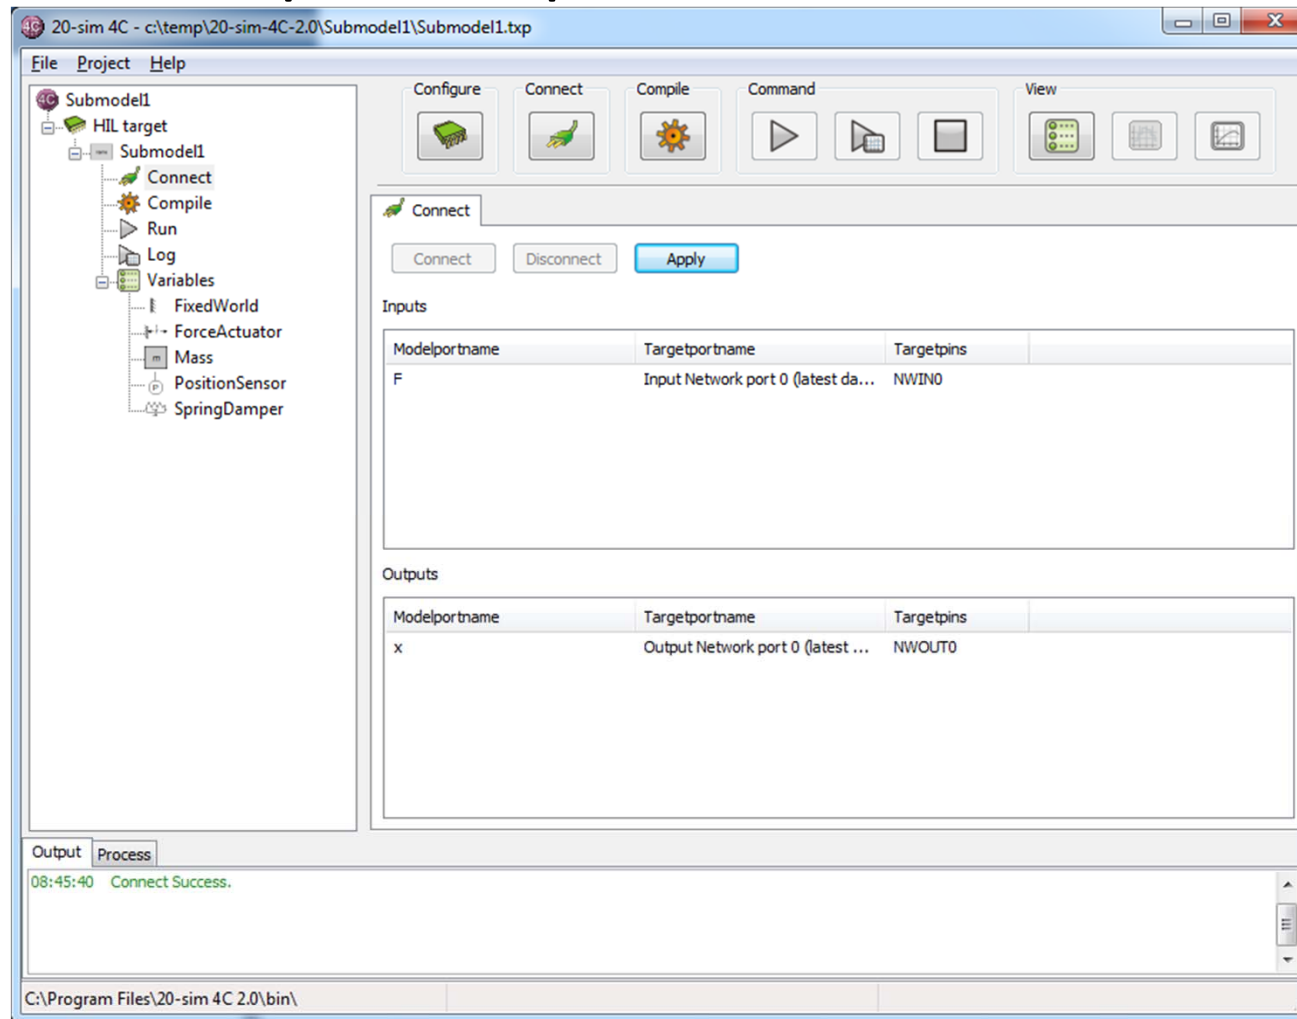 20-sim 4C - c:\temp\20-sim-4C-2.0\Submodel1\Submodel1.txp
File Project Help
Submodel1
HIL target
Submodel1
Connect
Compile
Run
Log
Variables
FixedWorld
ForceActuator
Mass
PositionSensor
SpringDamper
Configure Connect Compile Command View
Connect
Connect Disconnect Apply
Inputs
Modelportname Targetportname Targetpins
F Input Network port 0 (latest da... NWIN0
Outputs
Modelportname Targetportname Targetpins
x Output Network port 0 (latest ... NWOUT0
Output Process
08:45:40 Connect Success.
C:\Program Files\20-sim 4C 2.0\bin\